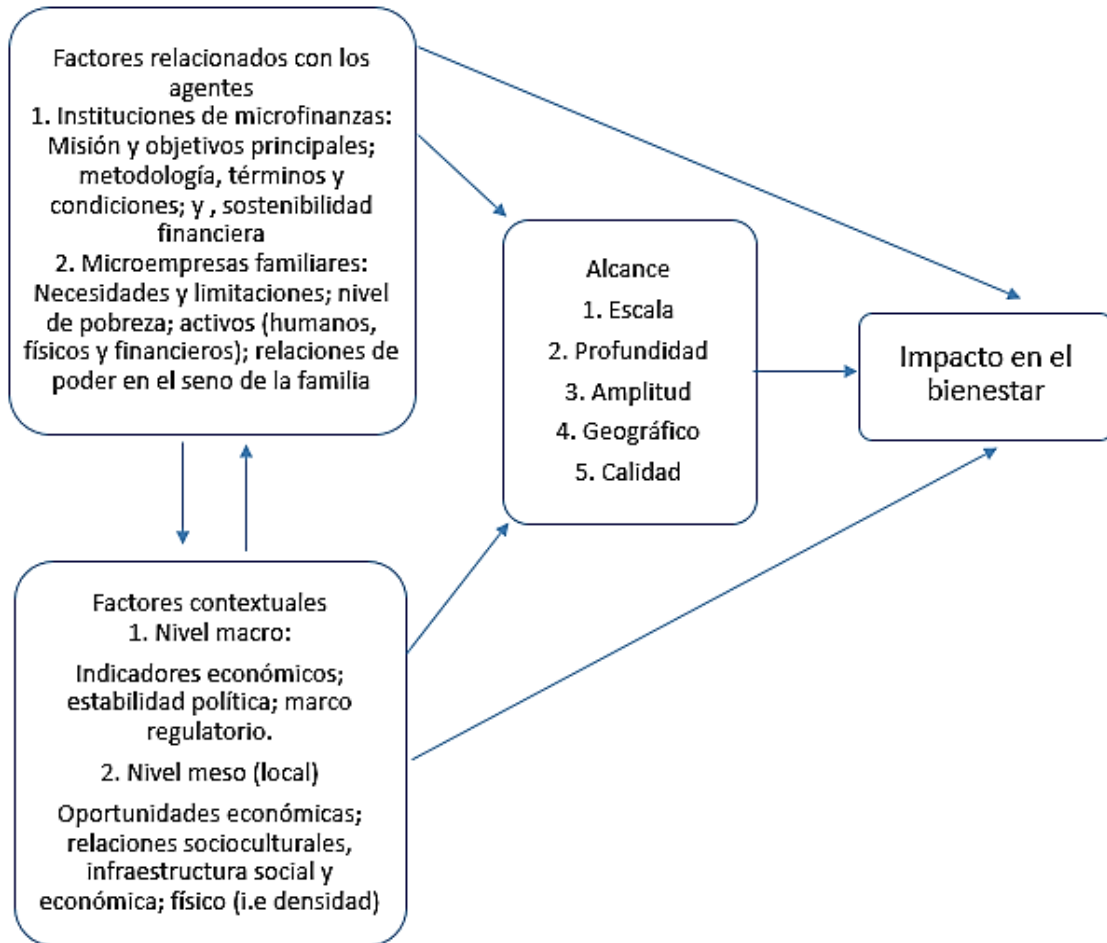 Factores relacionados con los
agentes
1. Instituciones de microfinanzas:
Misión y objetivos principales;
metodología, términos y
condiciones; y , sostenibilidad
financiera
2. Microempresas familiares:
Necesidades y limitaciones; nivel
de pobreza; activos (humanos,
físicos y financieros); relaciones de
poder en el seno de la familia
Alcance
1. Escala
2. Profundidad
3. Amplitud
4. Geográfico
5. Calidad
Impacto en el
bienestar
Factores contextuales
1. Nivel macro:
Indicadores económicos;
estabilidad política; marco
regulatorio.
2. Nivel meso (local)
Oportunidades económicas;
relaciones socioculturales,
infraestructura social y
económica; físico (i.e densidad)